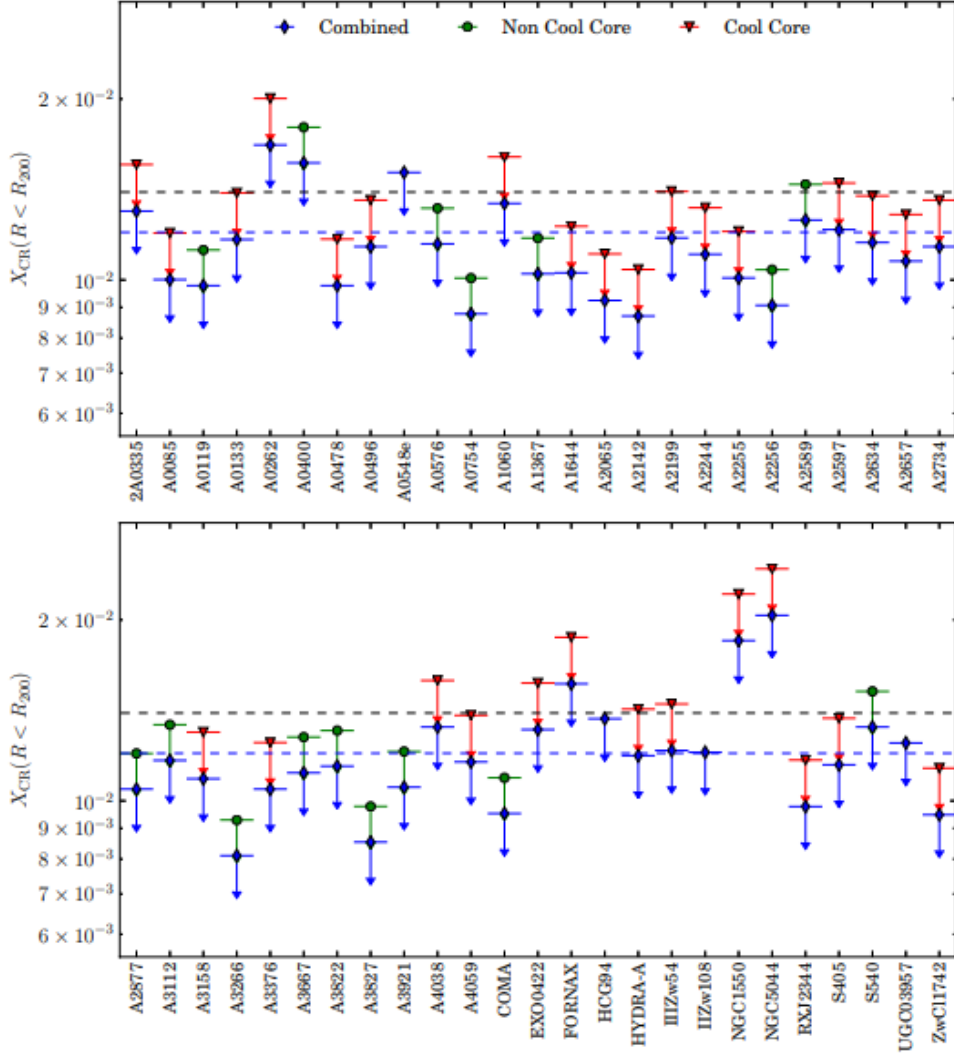 Combined Non Cool Core Cool Core
X_CR(R < R_200)
2 × 10^−2
10^−2
9 × 10^−3
8 × 10^−3
7 × 10^−3
6 × 10^−3
2A0335
A0085
A0119
A0133
A0262
A0400
A0478
A0496
A0548e
A0576
A0754
A1060
A1367
A1644
A2065
A2142
A2199
A2244
A2255
A2256
A2589
A2597
A2634
A2657
A2734
X_CR(R < R_200)
2 × 10^−2
10^−2
9 × 10^−3
8 × 10^−3
7 × 10^−3
6 × 10^−3
A2877
A3112
A3158
A3266
A3376
A3667
A3822
A3827
A3921
A4038
A4059
COMA
EXO0422
FORNAX
HCG94
HYDRA-A
IIIZw54
IIZw108
NGC1550
NGC5044
RXJ2344
S405
S540
UGC03957
ZwCl1742